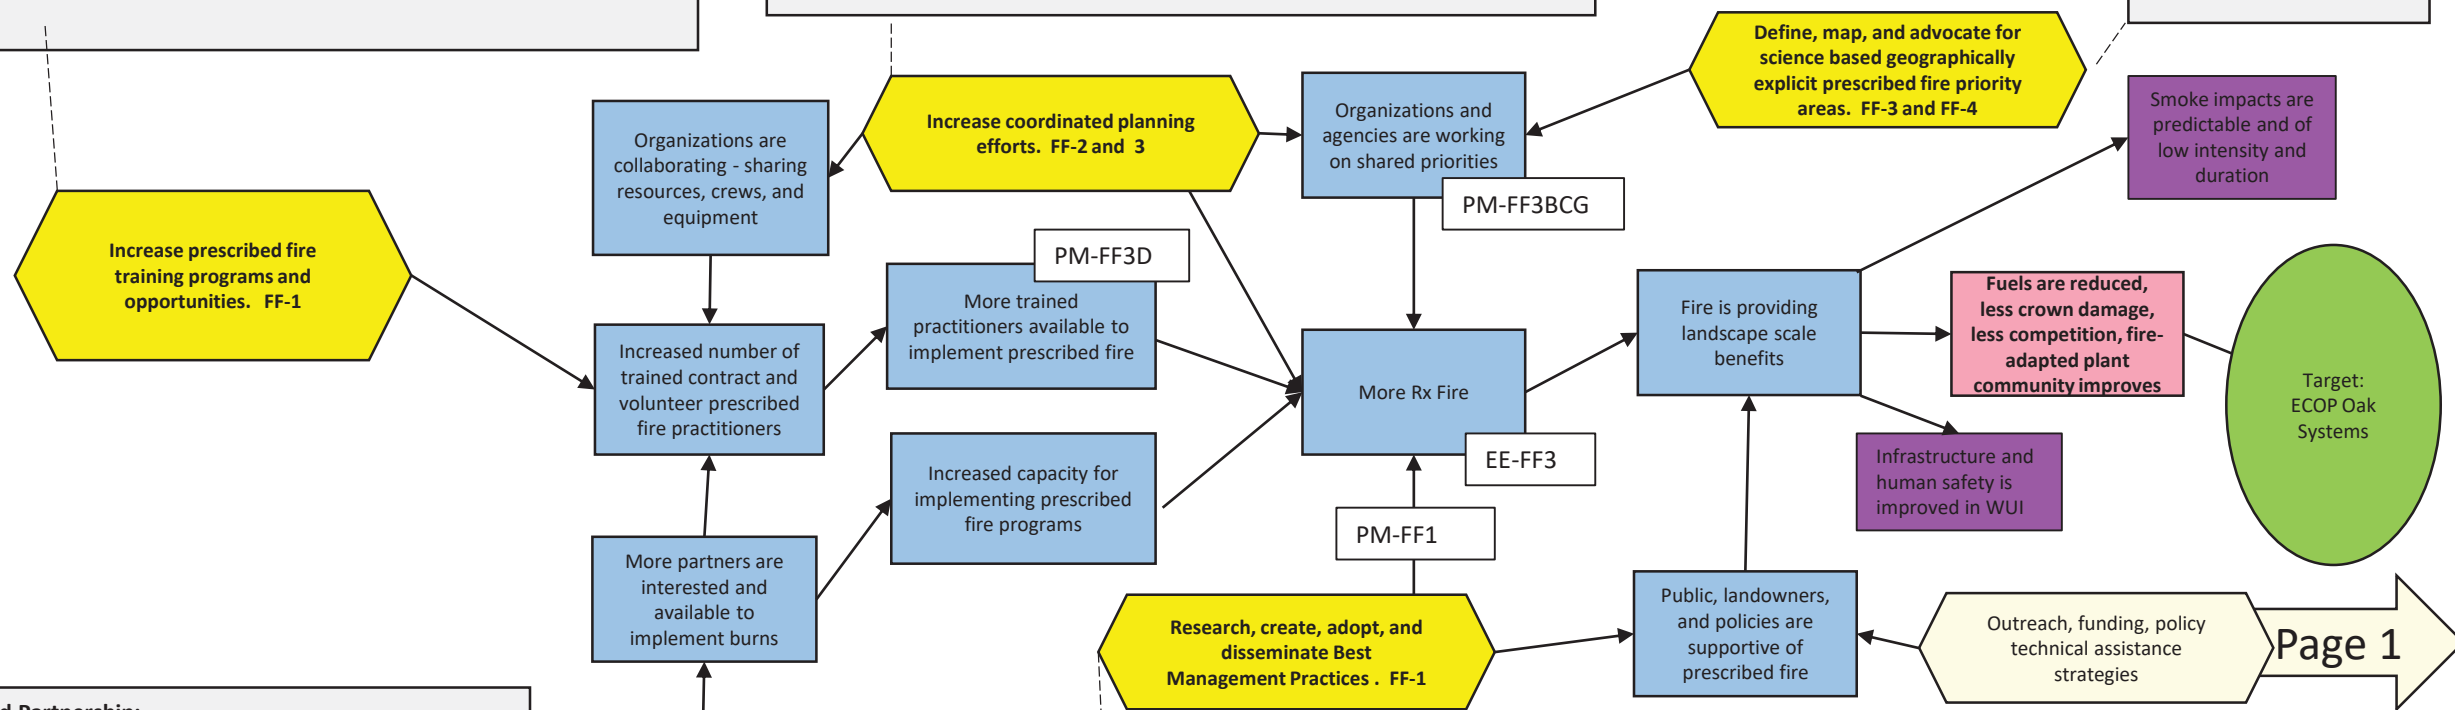 Define, map, and advocate for
science based geographically
explicit prescribed fire priority
areas.  FF-3 and FF-4
Smoke impacts are
predictable and of
low intensity and
duration
Organizations and
agencies are working
on shared priorities
PM-FF3BCG
Increase coordinated planning
efforts.  FF-2 and  3
Organizations are
collaborating - sharing
resources, crews, and
equipment
Increase prescribed fire
training programs and
opportunities.   FF-1
PM-FF3D
More trained
practitioners available to
implement prescribed fire
Increased number of
trained contract and
volunteer prescribed
fire practitioners
More Rx Fire
EE-FF3
Fire is providing
landscape scale
benefits
Fuels are reduced,
less crown damage,
less competition, fire-
adapted plant
community improves
Target:
ECOP Oak
Systems
Infrastructure and
human safety is
improved in WUI
Increased capacity for
implementing prescribed
fire programs
PM-FF1
More partners are
interested and
available to
implement burns
Research, create, adopt, and
disseminate Best
Management Practices .  FF-1
Public, landowners,
and policies are
supportive of
prescribed fire
Outreach, funding, policy
technical assistance
strategies
Page 1
Partnership: